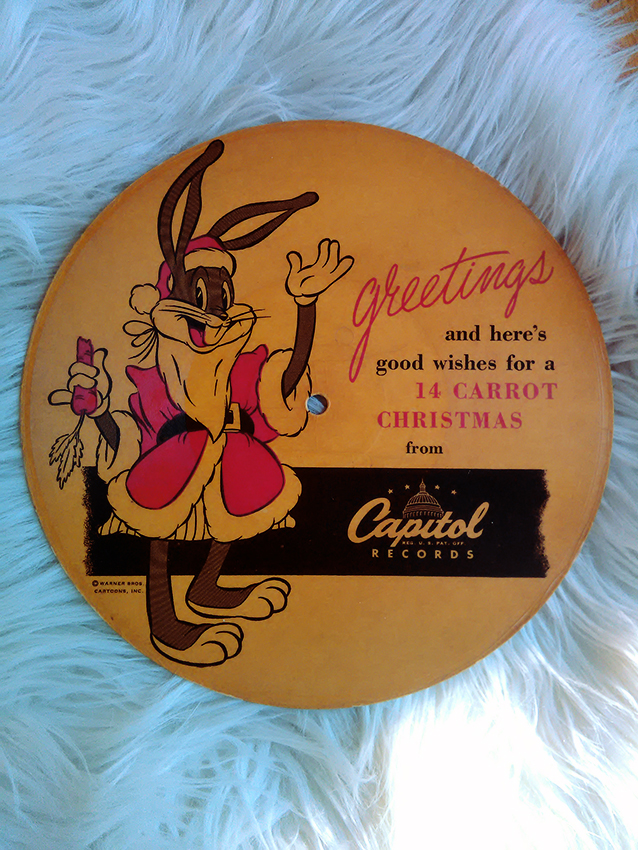 greetings
and here's
good wishes for a
14 CARROT
CHRISTMAS
from
Capitol
REG. U. S. PAT. OFF.
RECORDS
© WARNER BROS.
CARTOONS, INC.